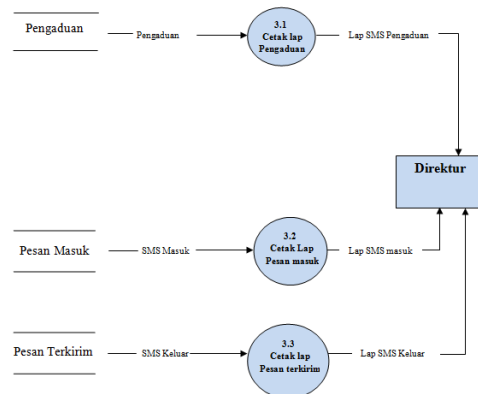 Pengaduan
Pengaduan
3.1
Cetak lap
Pengaduan
Lap SMS Pengaduan
Direktur
Pesan Masuk
SMS Masuk
3.2
Cetak Lap
Pesan masuk
Lap SMS masuk
Pesan Terkirim
SMS Keluar
3.3
Cetak lap
Pesan terkirim
Lap SMS Keluar